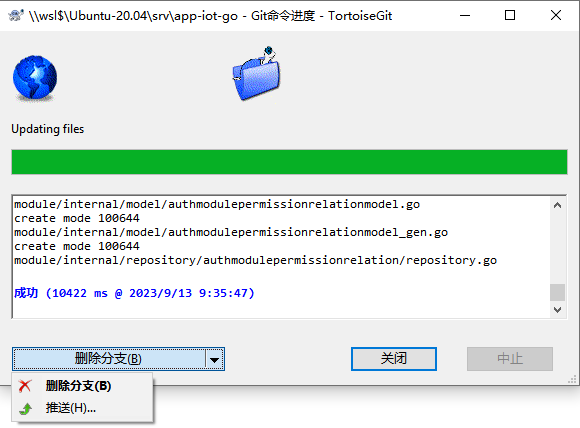 \\wsl$\Ubuntu-20.04\srv\app-iot-go - Git命令进度 - TortoiseGit
Updating files
module/internal/model/authmodulepermissionrelationmodel.go
create mode 100644
module/internal/model/authmodulepermissionrelationmodel_gen.go
create mode 100644
module/internal/repository/authmodulepermissionrelation/repository.go
成功 (10422 ms @ 2023/9/13 9:35:47)
删除分支(B) 关闭 中止
删除分支(B)
推送(H)...